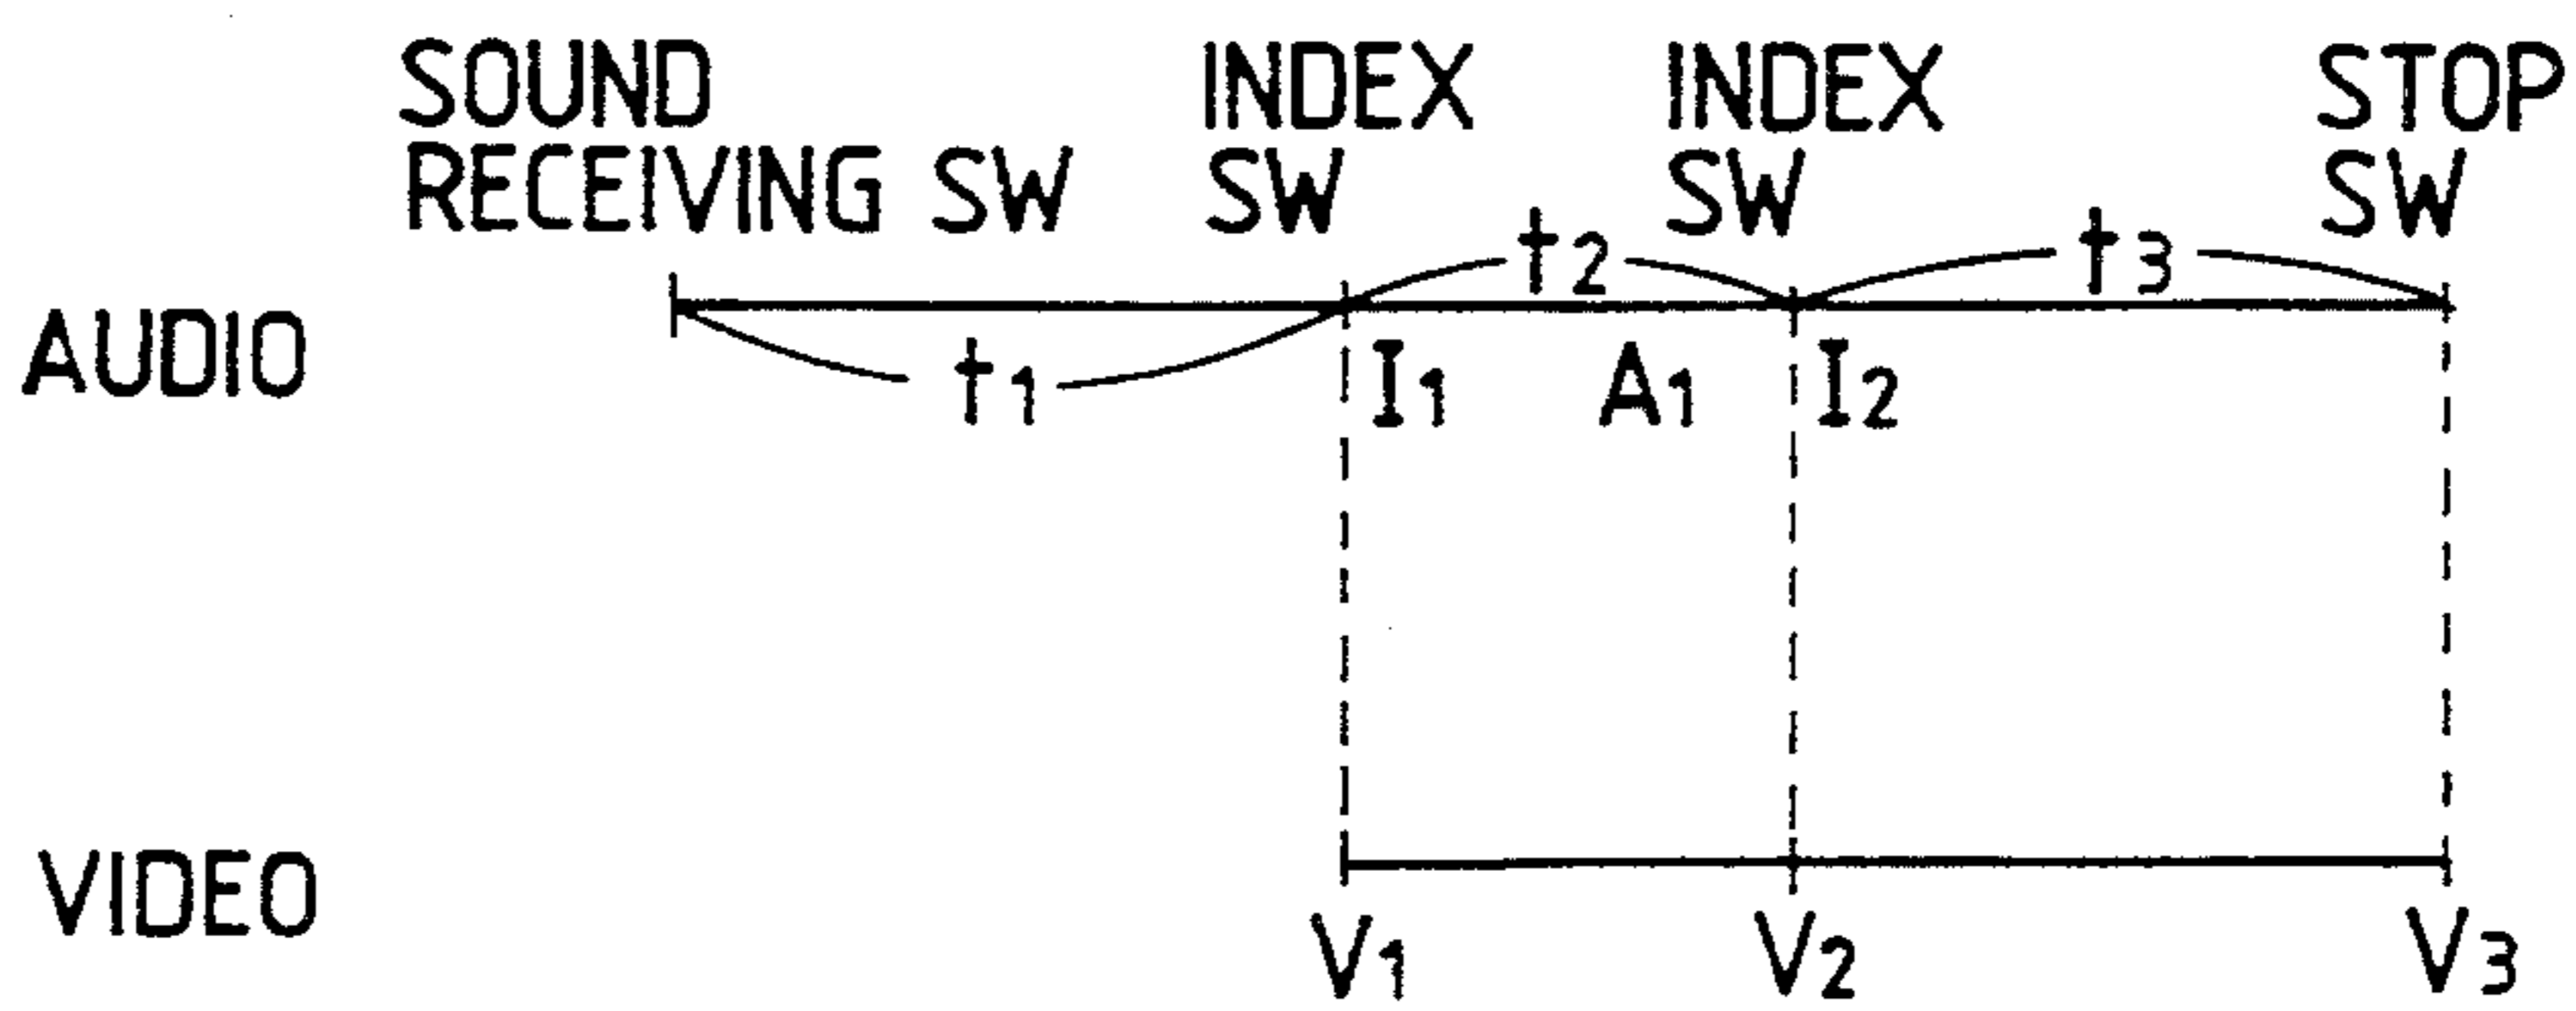 SOUND
RECEIVING SW
INDEX
SW
INDEX
SW
STOP
SW
AUDIO
t1
t2
t3
I1
A1
I2
VIDEO
V1
V2
V3